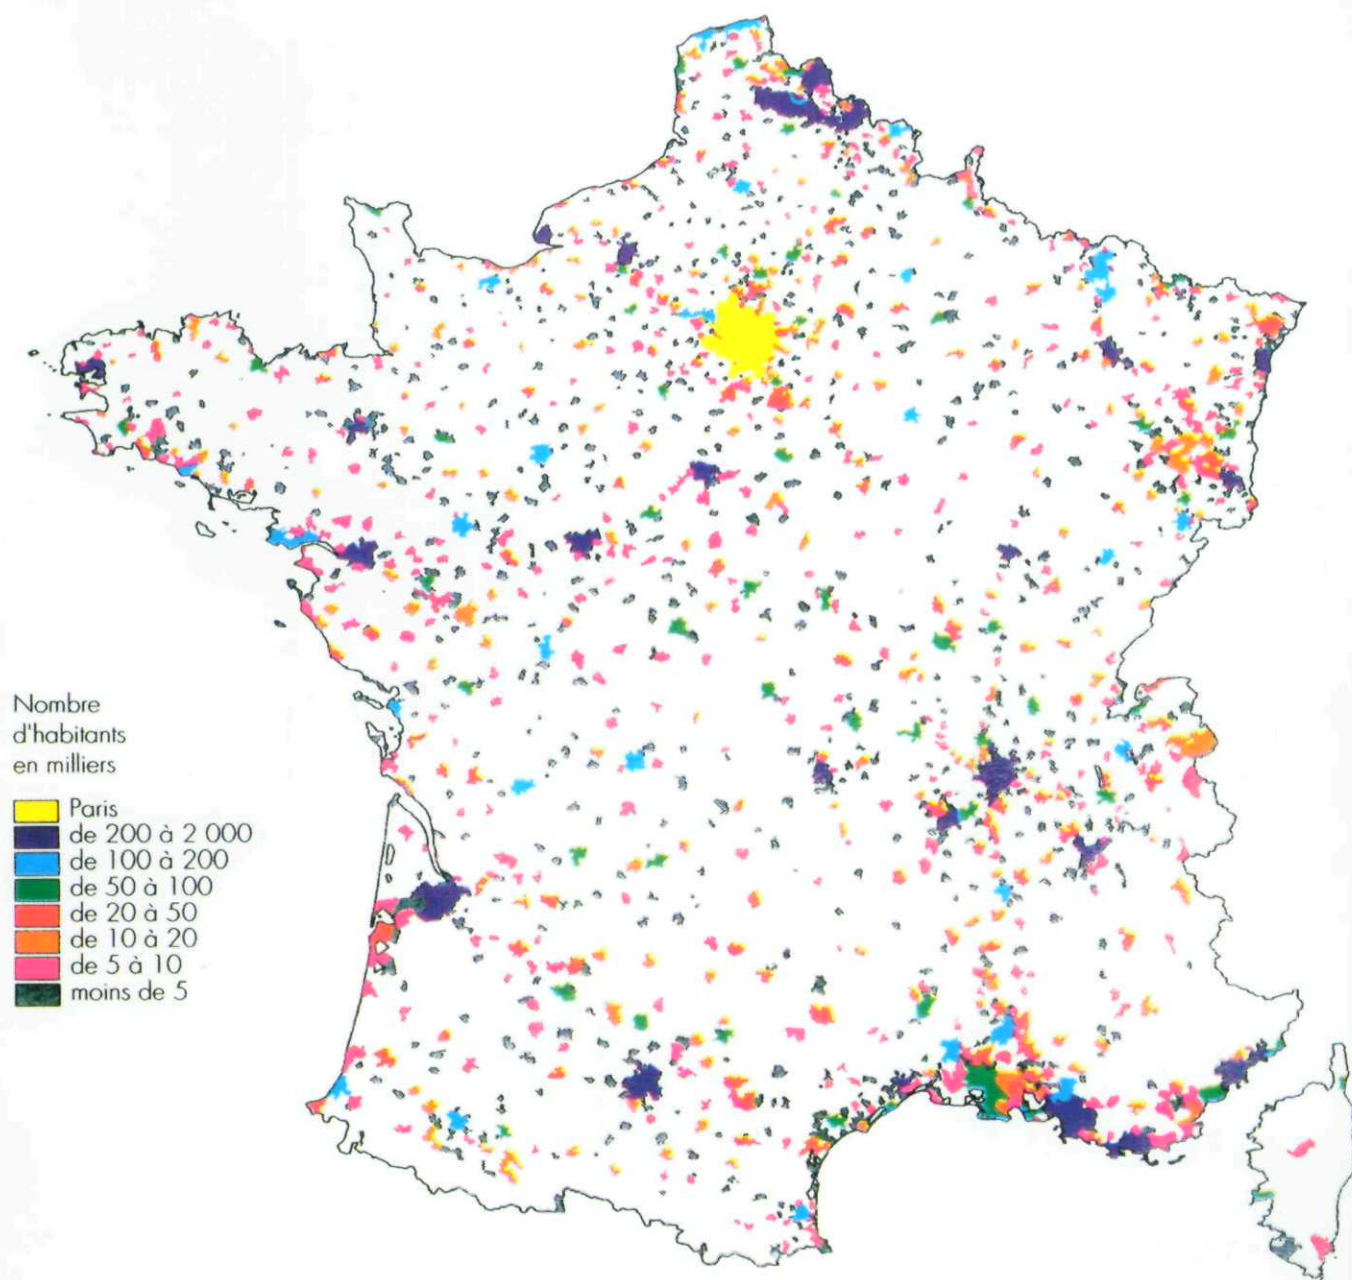 Nombre
d'habitants
en milliers
Paris
de 200 à 2 000
de 100 à 200
de 50 à 100
de 20 à 50
de 10 à 20
de 5 à 10
moins de 5